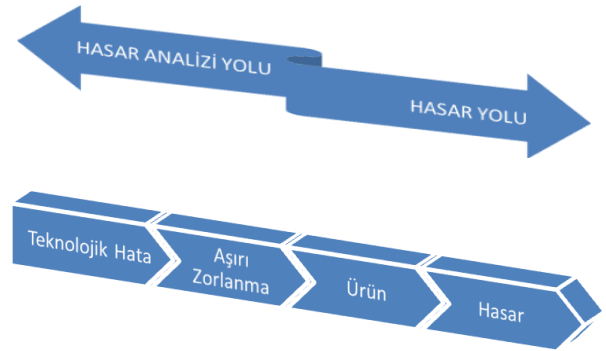 HASAR ANALİZİ YOLU
HASAR YOLU
Teknolojik Hata
Aşırı
Zorlanma
Ürün
Hasar